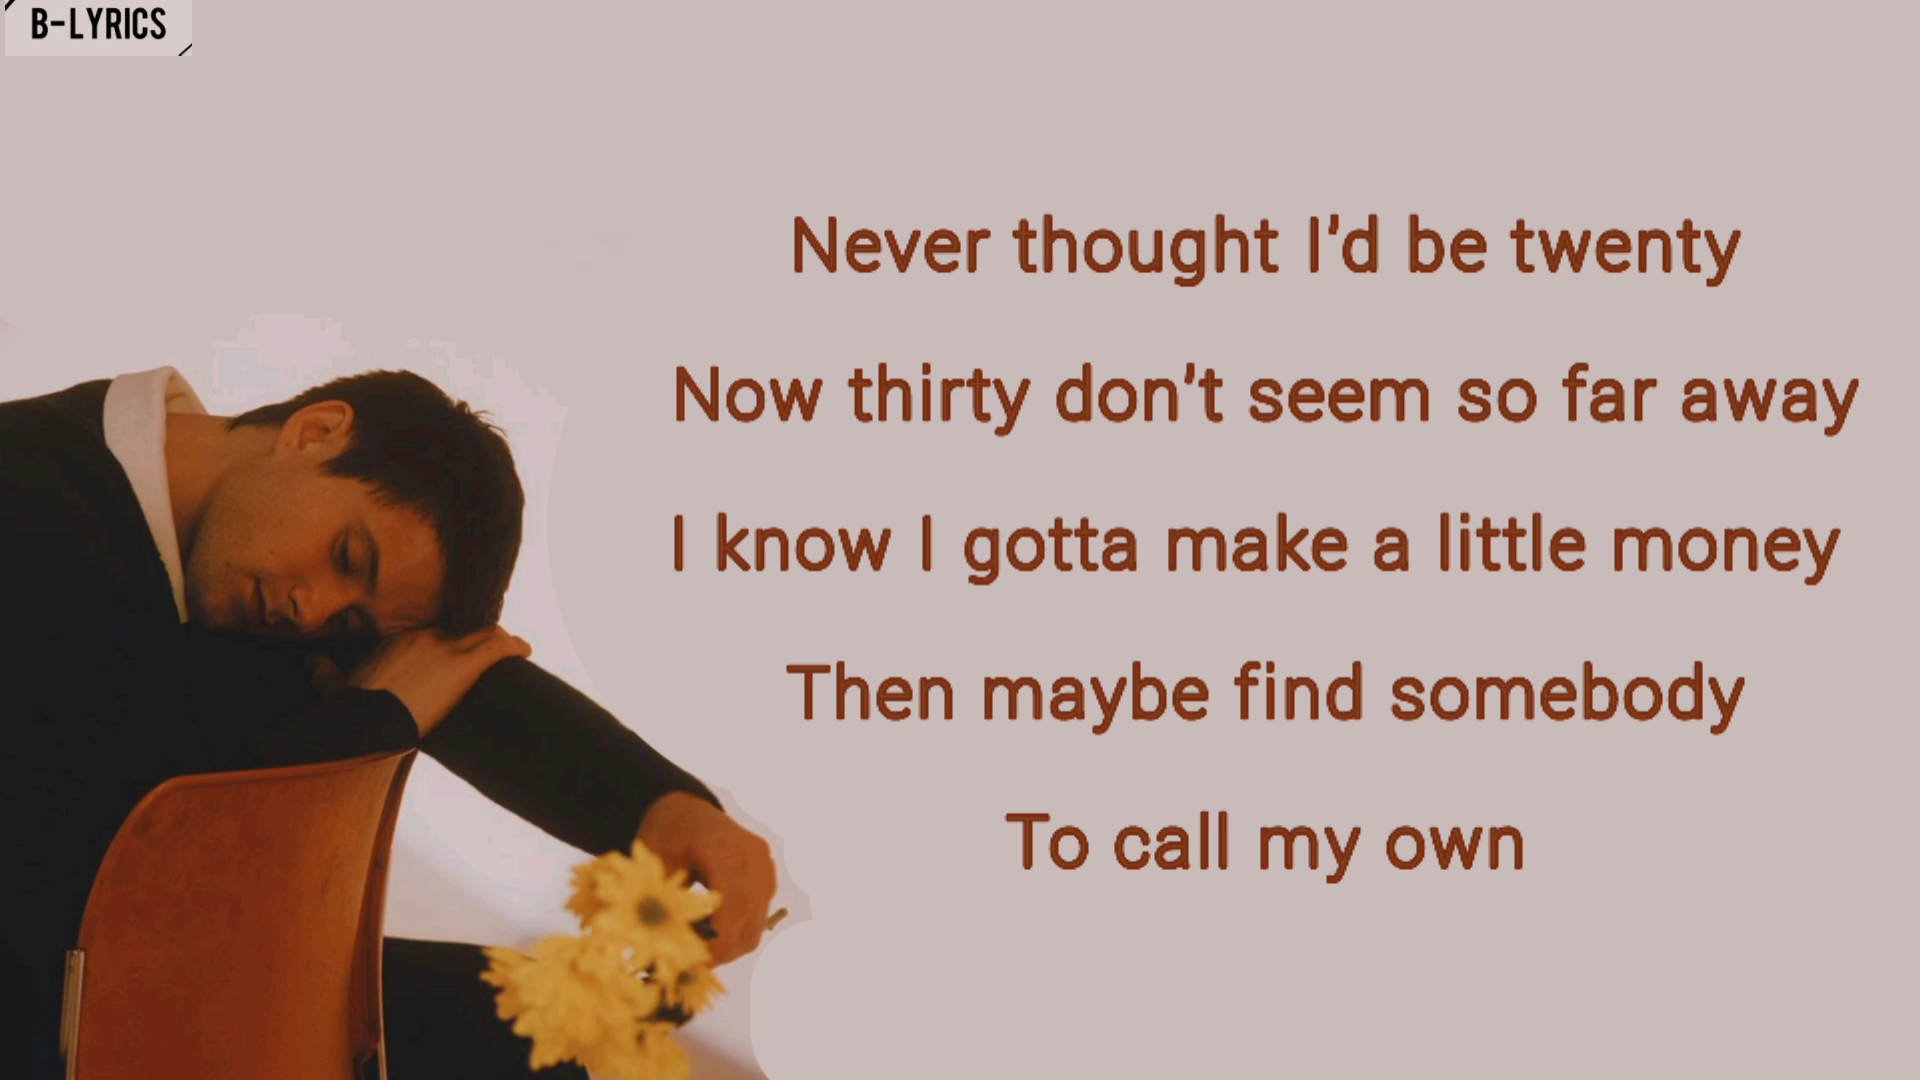 B-LYRICS
Never thought I'd be twenty
Now thirty don't seem so far away
I know I gotta make a little money
Then maybe find somebody
To call my own